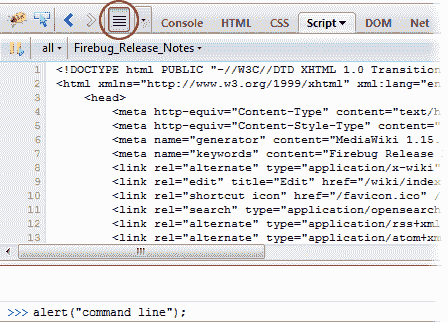 Console HTML CSS Script DOM Net
all Firebug_Release_Notes
1 <!DOCTYPE html PUBLIC "-//W3C//DTD XHTML 1.0 Transition
2 <html xmlns="http://www.w3.org/1999/xhtml" xml:lang="en
3 <head>
4 <meta http-equiv="Content-Type" content="text/h
5 <meta http-equiv="Content-Style-Type" content="
6 <meta name="generator" content="MediaWiki 1.15.
7 <meta name="keywords" content="Firebug Release
8 <link rel="alternate" type="application/x-wiki"
9 <link rel="edit" title="Edit" href="/wiki/index
10 <link rel="shortcut icon" href="/favicon.ico" /
11 <link rel="search" type="application/opensearch
12 <link rel="alternate" type="application/rss+xml
13 <link rel="alternate" type="application/atom+xm
>>> alert("command line");